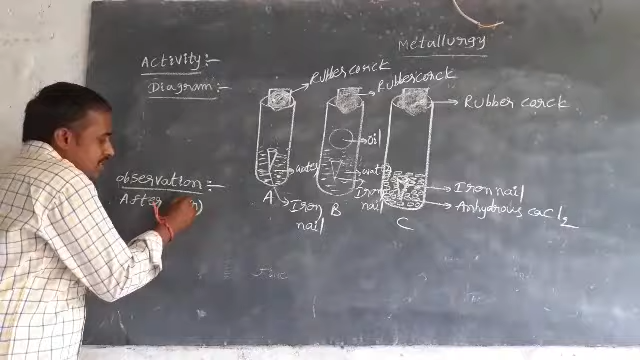 Metallurgy
Activity:-
Diagram:-
Rubber corck
Rubber corck
Rubber corck
oil
water
water
Iron nail
Iron nail
Iron nail
Anhydrous CaCl2
A
B
C
observation:-
After